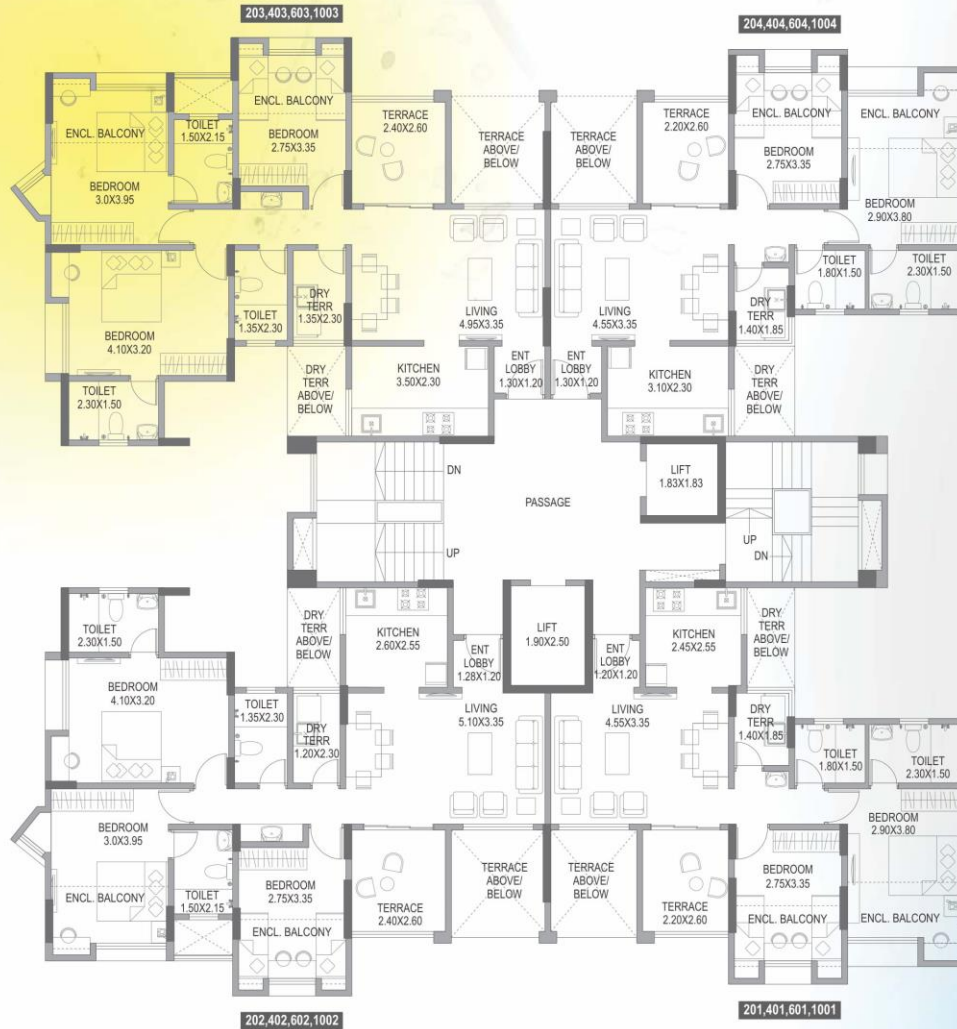 203,403,603,1003
204,404,604,1004
ENCL. BALCONY
BEDROOM
3.0X3.95
TOILET
1.50X2.15
ENCL. BALCONY
BEDROOM
2.75X3.35
TERRACE
2.40X2.60
TERRACE
ABOVE/
BELOW
TERRACE
ABOVE/
BELOW
TERRACE
2.20X2.60
ENCL. BALCONY
BEDROOM
2.75X3.35
ENCL. BALCONY
BEDROOM
2.90X3.80
BEDROOM
4.10X3.20
TOILET
1.35X2.30
DRY
TERR
1.35X2.30
LIVING
4.95X3.35
LIVING
4.55X3.35
DRY
TERR
1.40X1.85
TOILET
1.80X1.50
TOILET
2.30X1.50
TOILET
2.30X1.50
DRY
TERR
ABOVE/
BELOW
KITCHEN
3.50X2.30
ENT
LOBBY
1.30X1.20
ENT
LOBBY
1.30X1.20
KITCHEN
3.10X2.30
DRY
TERR
ABOVE/
BELOW
DN
UP
PASSAGE
LIFT
1.83X1.83
UP
DN
TOILET
2.30X1.50
DRY
TERR
ABOVE/
BELOW
KITCHEN
2.60X2.55
ENT
LOBBY
1.28X1.20
LIFT
1.90X2.50
ENT
LOBBY
1.20X1.20
KITCHEN
2.45X2.55
DRY
TERR
ABOVE/
BELOW
BEDROOM
4.10X3.20
TOILET
1.35X2.30
DRY
TERR
1.20X2.30
LIVING
5.10X3.35
LIVING
4.55X3.35
DRY
TERR
1.40X1.85
TOILET
1.80X1.50
TOILET
2.30X1.50
BEDROOM
3.0X3.95
ENCL. BALCONY
TOILET
1.50X2.15
BEDROOM
2.75X3.35
ENCL. BALCONY
TERRACE
2.40X2.60
TERRACE
ABOVE/
BELOW
TERRACE
ABOVE/
BELOW
TERRACE
2.20X2.60
BEDROOM
2.75X3.35
ENCL. BALCONY
BEDROOM
2.90X3.80
ENCL. BALCONY
202,402,602,1002
201,401,601,1001